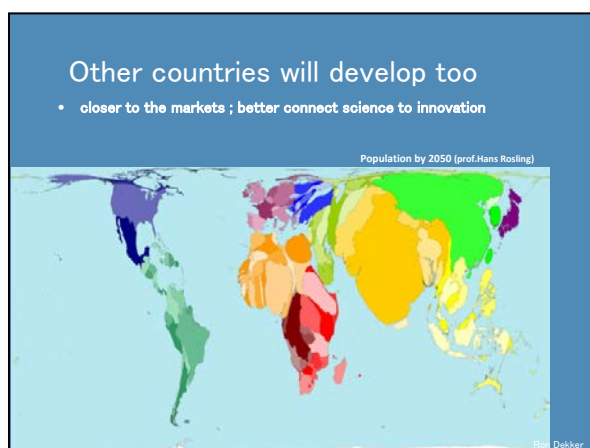 Other countries will develop too
• closer to the markets ; better connect science to innovation
Population by 2050 (prof.Hans Rosling)
Ron Dekker